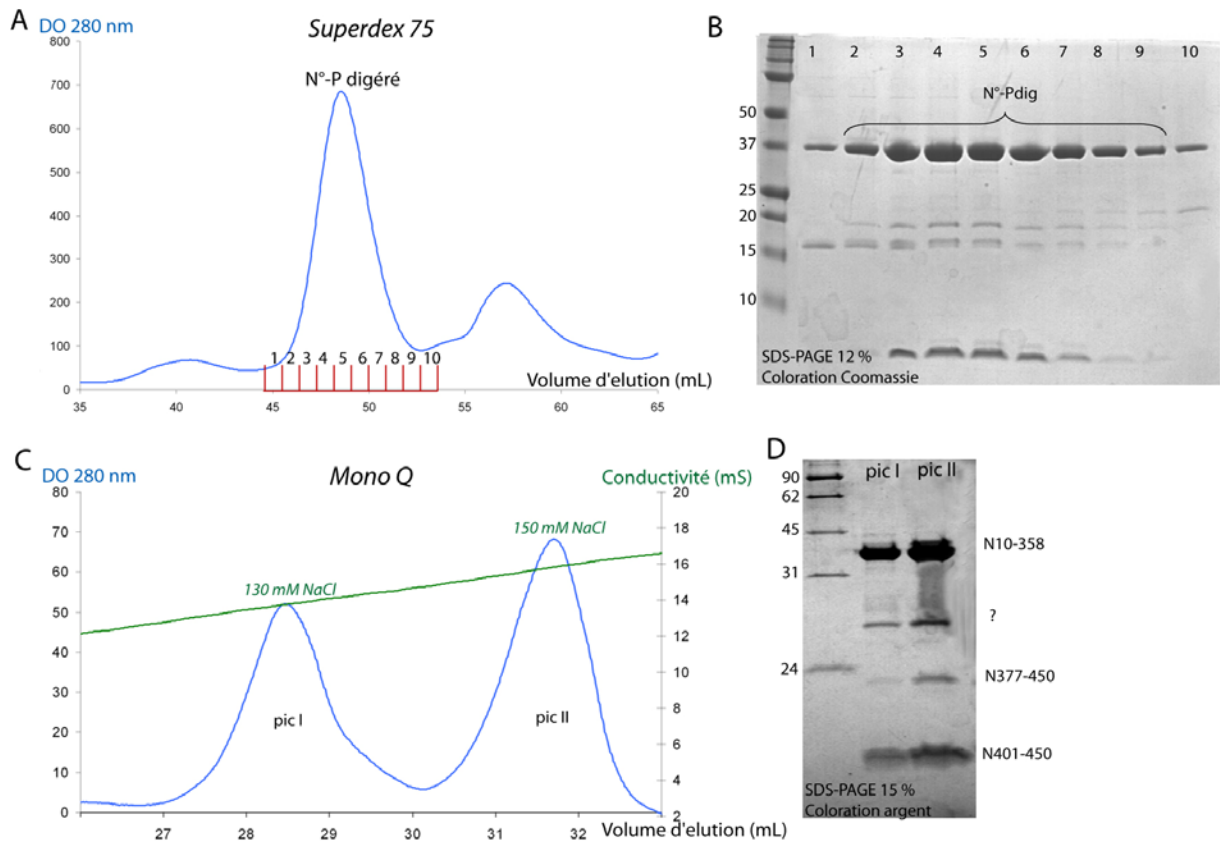 A
DO 280 nm
Superdex 75
800
700
600
500
400
300
200
100
0
N°-P digéré
1 2 3 4 5 6 7 8 9 10
Volume d'elution (mL)
35 40 45 50 55 60 65
B
1 2 3 4 5 6 7 8 9 10
N°-Pdig
50
37
25
20
15
10
SDS-PAGE 12 %
Coloration Coomassie
C
DO 280 nm
Mono Q
Conductivité (mS)
80
70
60
50
40
30
20
10
0
130 mM NaCl
150 mM NaCl
pic I
pic II
20
18
16
14
12
10
8
6
4
2
27 28 29 30 31 32
Volume d'elution (mL)
D
pic I pic II
90
62
45
31
24
N10-358
?
N377-450
N401-450
SDS-PAGE 15 %
Coloration argent